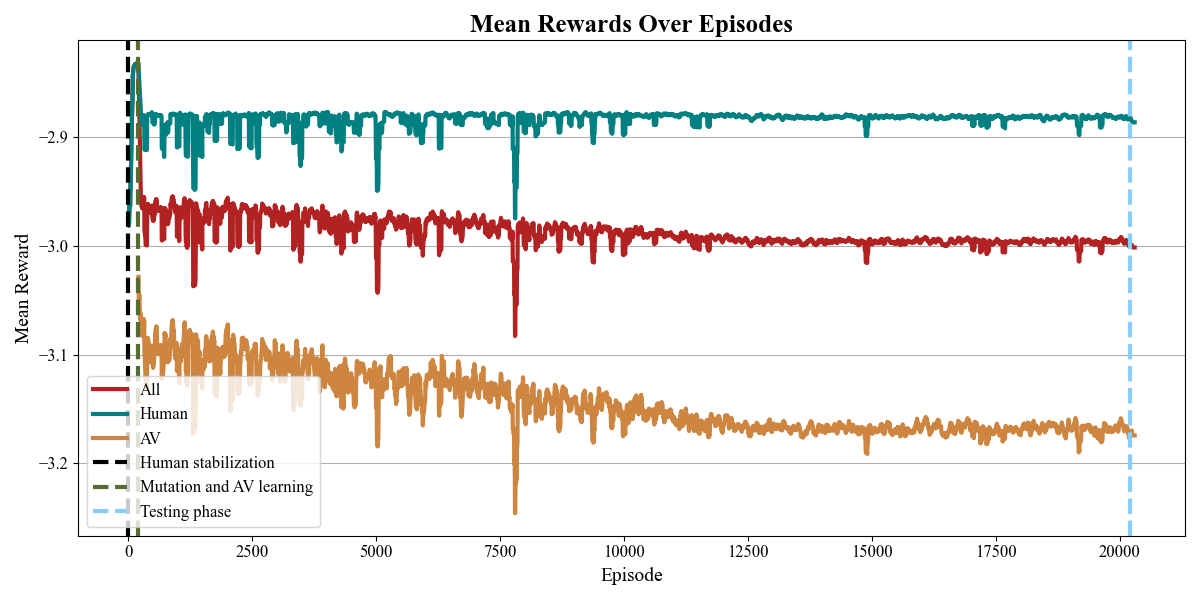 Mean Rewards Over Episodes
Mean Reward
−2.9
−3.0
−3.1
−3.2
All
Human
AV
Human stabilization
Mutation and AV learning
Testing phase
0 2500 5000 7500 10000 12500 15000 17500 20000
Episode